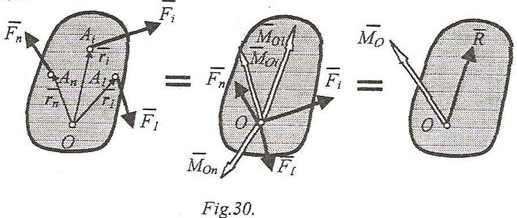 F̅n Ai F̅i
r̅i
An A1
r̅n r̅1
F̅1
O
=
M̅O1
M̅Oi
F̅n F̅i
O
F̅1
M̅On
=
M̅O R̅
O
Fig.30.